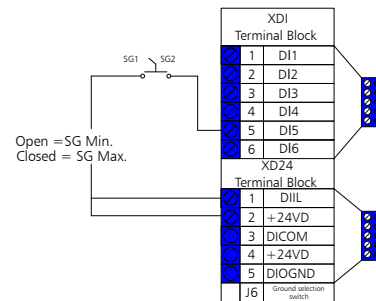 XDI
Terminal Block
1 DI1
2 DI2
3 DI3
4 DI4
5 DI5
6 DI6
SG1 SG2
Open =SG Min.
Closed = SG Max.
XD24
Terminal Block
1 DIIL
2 +24VD
3 DICOM
4 +24VD
5 DIOGND
J6 Ground selection
switch